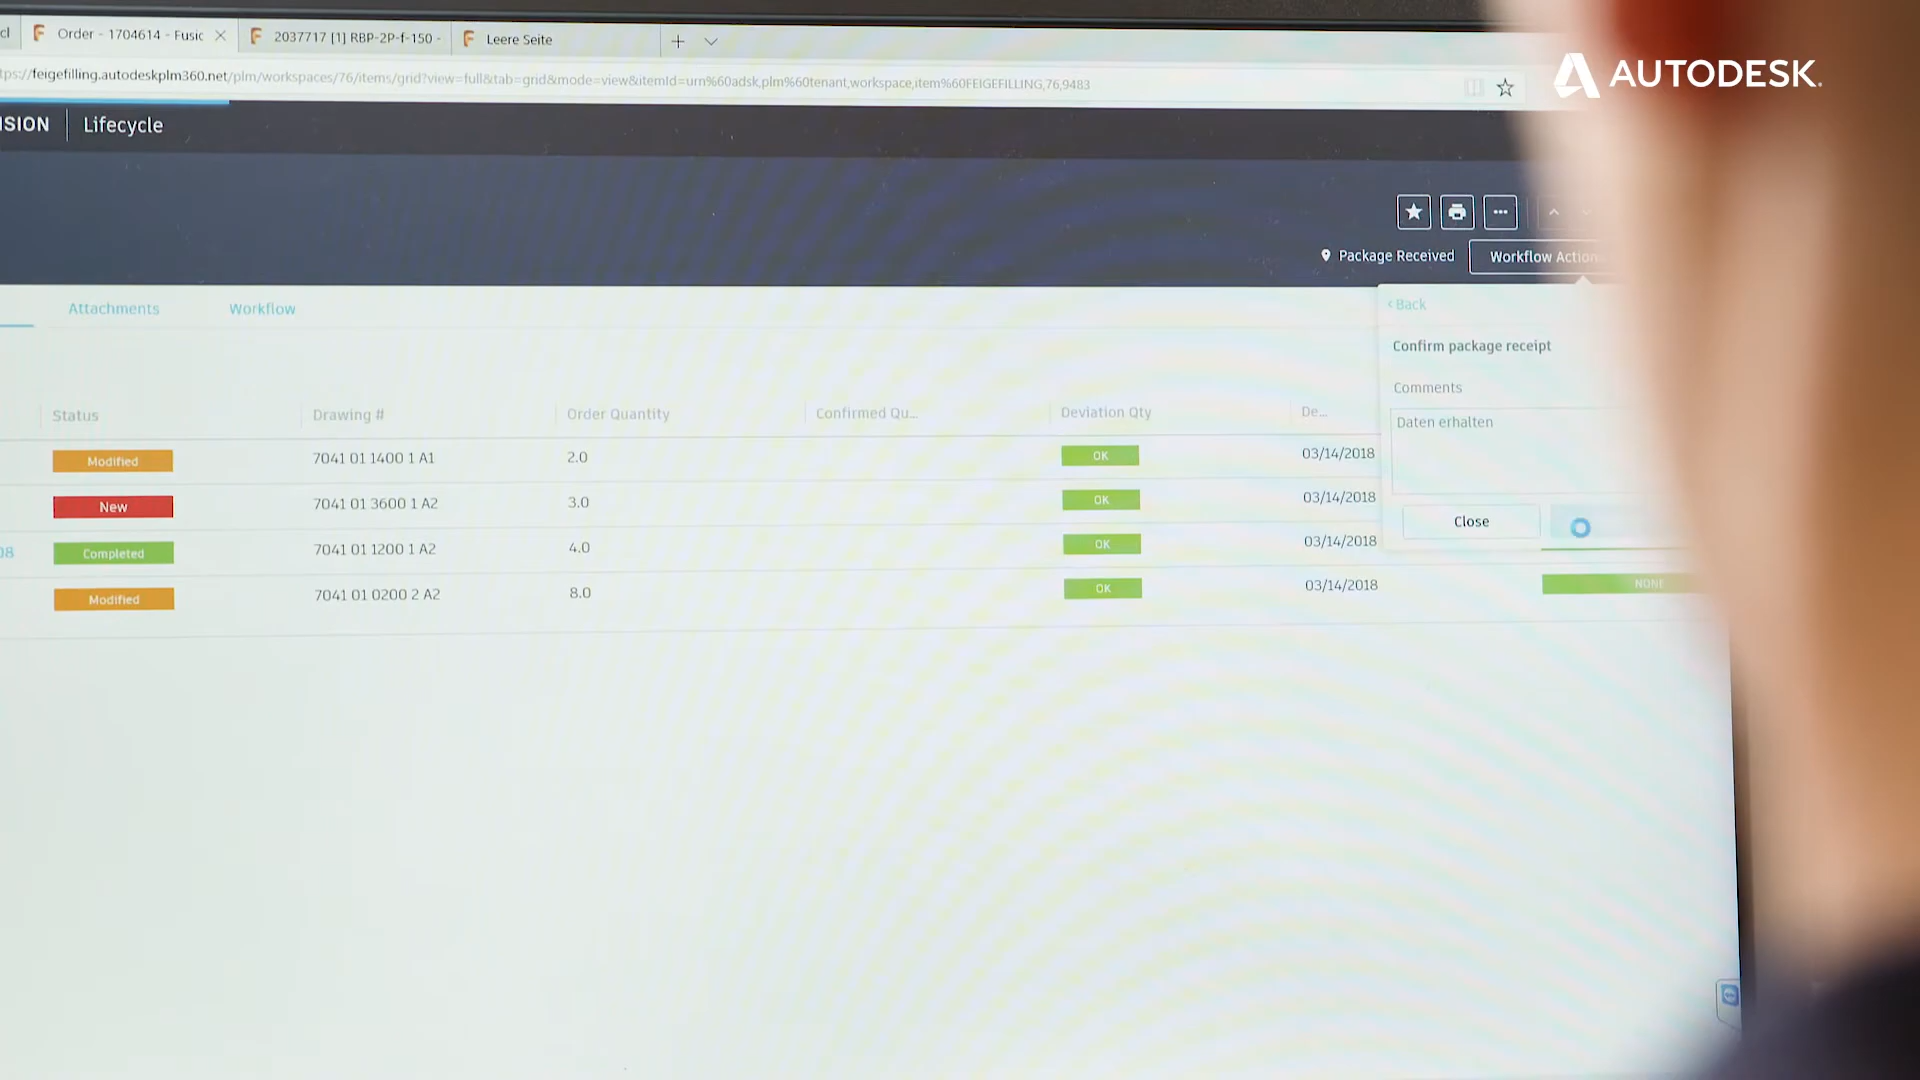 Order - 1704614 - Fusic
2037717 [1] RBP-2P-f-150 -
Leere Seite
tps://feigefilling.autodeskplm360.net/plm/workspaces/76/items/grid?view=full&tab=grid&mode=view&itemId=urn%60adsk,plm%60tenant,workspace,item%60FEIGEFILLING,76,9483
AUTODESK.
ISION Lifecycle
Package Received
Workflow Action
Attachments
Workflow
< Back
Confirm package receipt
Comments
Daten erhalten
Close
Status Drawing # Order Quantity Confirmed Qu... Deviation Qty De...
Modified 7041 01 1400 1 A1 2.0 OK 03/14/2018
New 7041 01 3600 1 A2 3.0 OK 03/14/2018
08 Completed 7041 01 1200 1 A2 4.0 OK 03/14/2018
Modified 7041 01 0200 2 A2 8.0 OK 03/14/2018 NONE